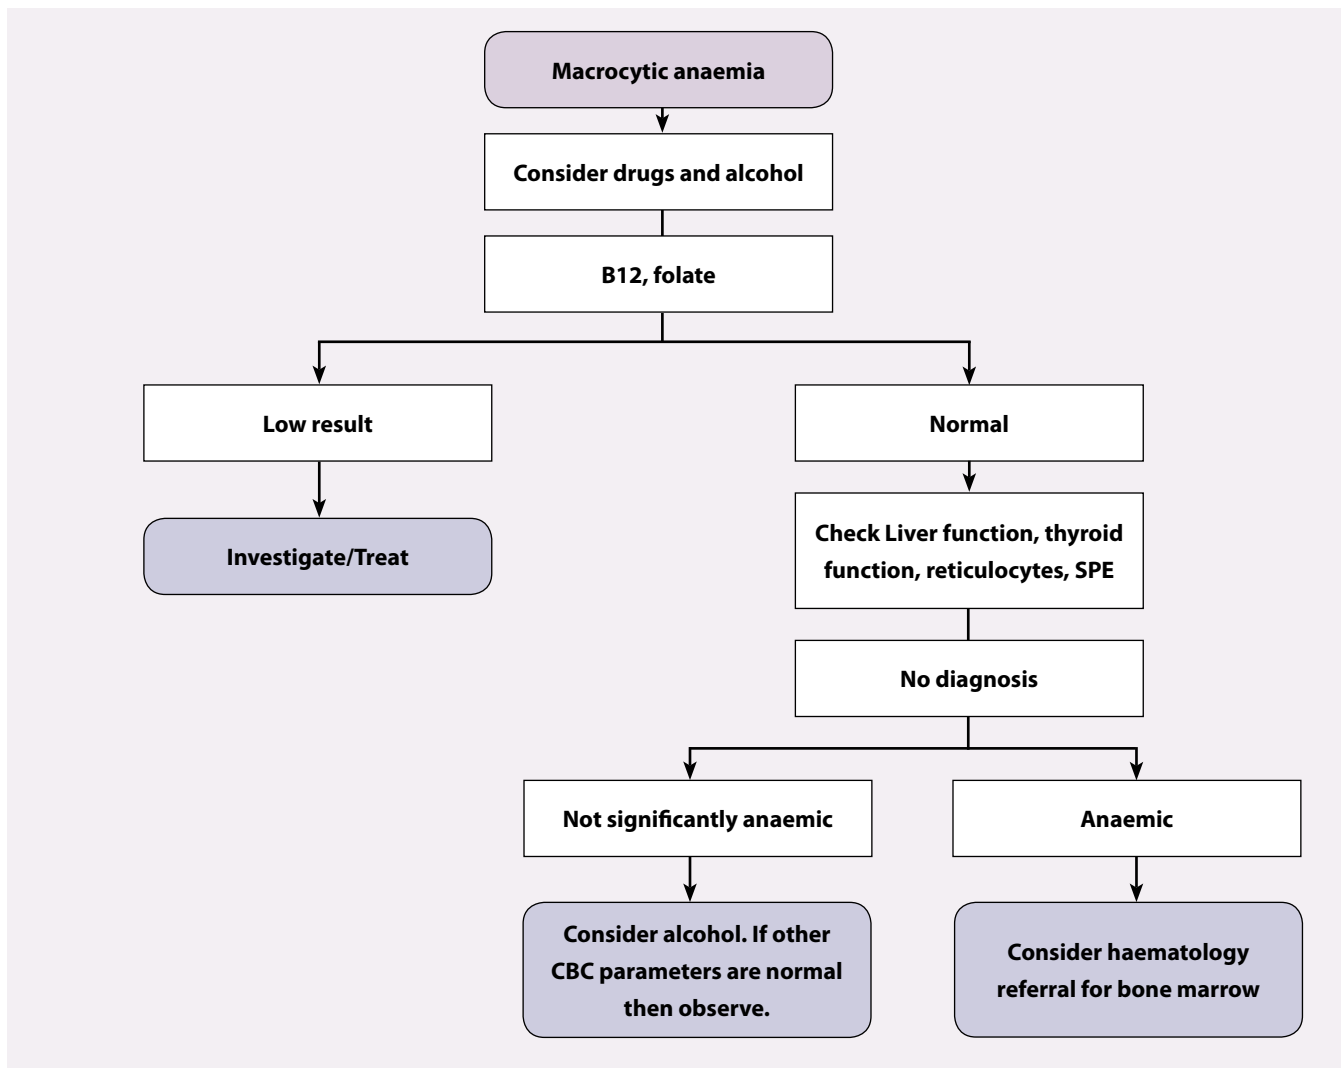 Macrocytic anaemia
Consider drugs and alcohol
B12, folate
Low result
Normal
Investigate/Treat
Check Liver function, thyroid
function, reticulocytes, SPE
No diagnosis
Not significantly anaemic
Anaemic
Consider alcohol. If other
CBC parameters are normal
then observe.
Consider haematology
referral for bone marrow